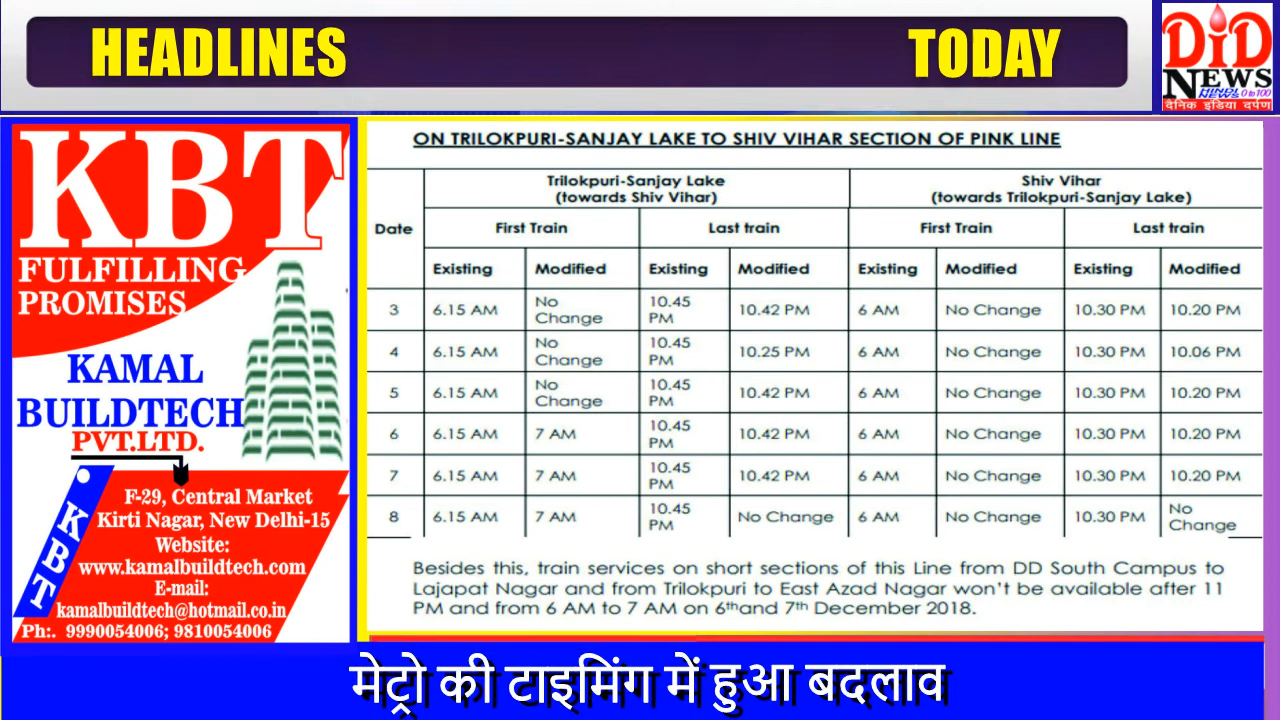 HEADLINES TODAY
DiD
NEWS
HINDI NEWS 0 to 100
दैनिक इंडिया दर्पण
KBT
FULFILLING
PROMISES
KAMAL
BUILDTECH
PVT.LTD.
KBT
F-29, Central Market
Kirti Nagar, New Delhi-15
Website:
www.kamalbuildtech.com
E-mail:
kamalbuildtech@hotmail.co.in
Ph:. 9990054006; 9810054006
ON TRILOKPURI-SANJAY LAKE TO SHIV VIHAR SECTION OF PINK LINE
Trilokpuri-Sanjay Lake Shiv Vihar
(towards Shiv Vihar) (towards Trilokpuri-Sanjay Lake)
Date First Train Last train First Train Last train
Existing Modified Existing Modified Existing Modified Existing Modified
3 6.15 AM No Change 10.45 PM 10.42 PM 6 AM No Change 10.30 PM 10.20 PM
4 6.15 AM No Change 10.45 PM 10.25 PM 6 AM No Change 10.30 PM 10.06 PM
5 6.15 AM No Change 10.45 PM 10.42 PM 6 AM No Change 10.30 PM 10.20 PM
6 6.15 AM 7 AM 10.45 PM 10.42 PM 6 AM No Change 10.30 PM 10.20 PM
7 6.15 AM 7 AM 10.45 PM 10.42 PM 6 AM No Change 10.30 PM 10.20 PM
8 6.15 AM 7 AM 10.45 PM No Change 6 AM No Change 10.30 PM No Change
Besides this, train services on short sections of this Line from DD South Campus to
Lajapat Nagar and from Trilokpuri to East Azad Nagar won't be available after 11
PM and from 6 AM to 7 AM on 6thand 7th December 2018.
मेट्रो की टाइमिंग में हुआ बदलाव